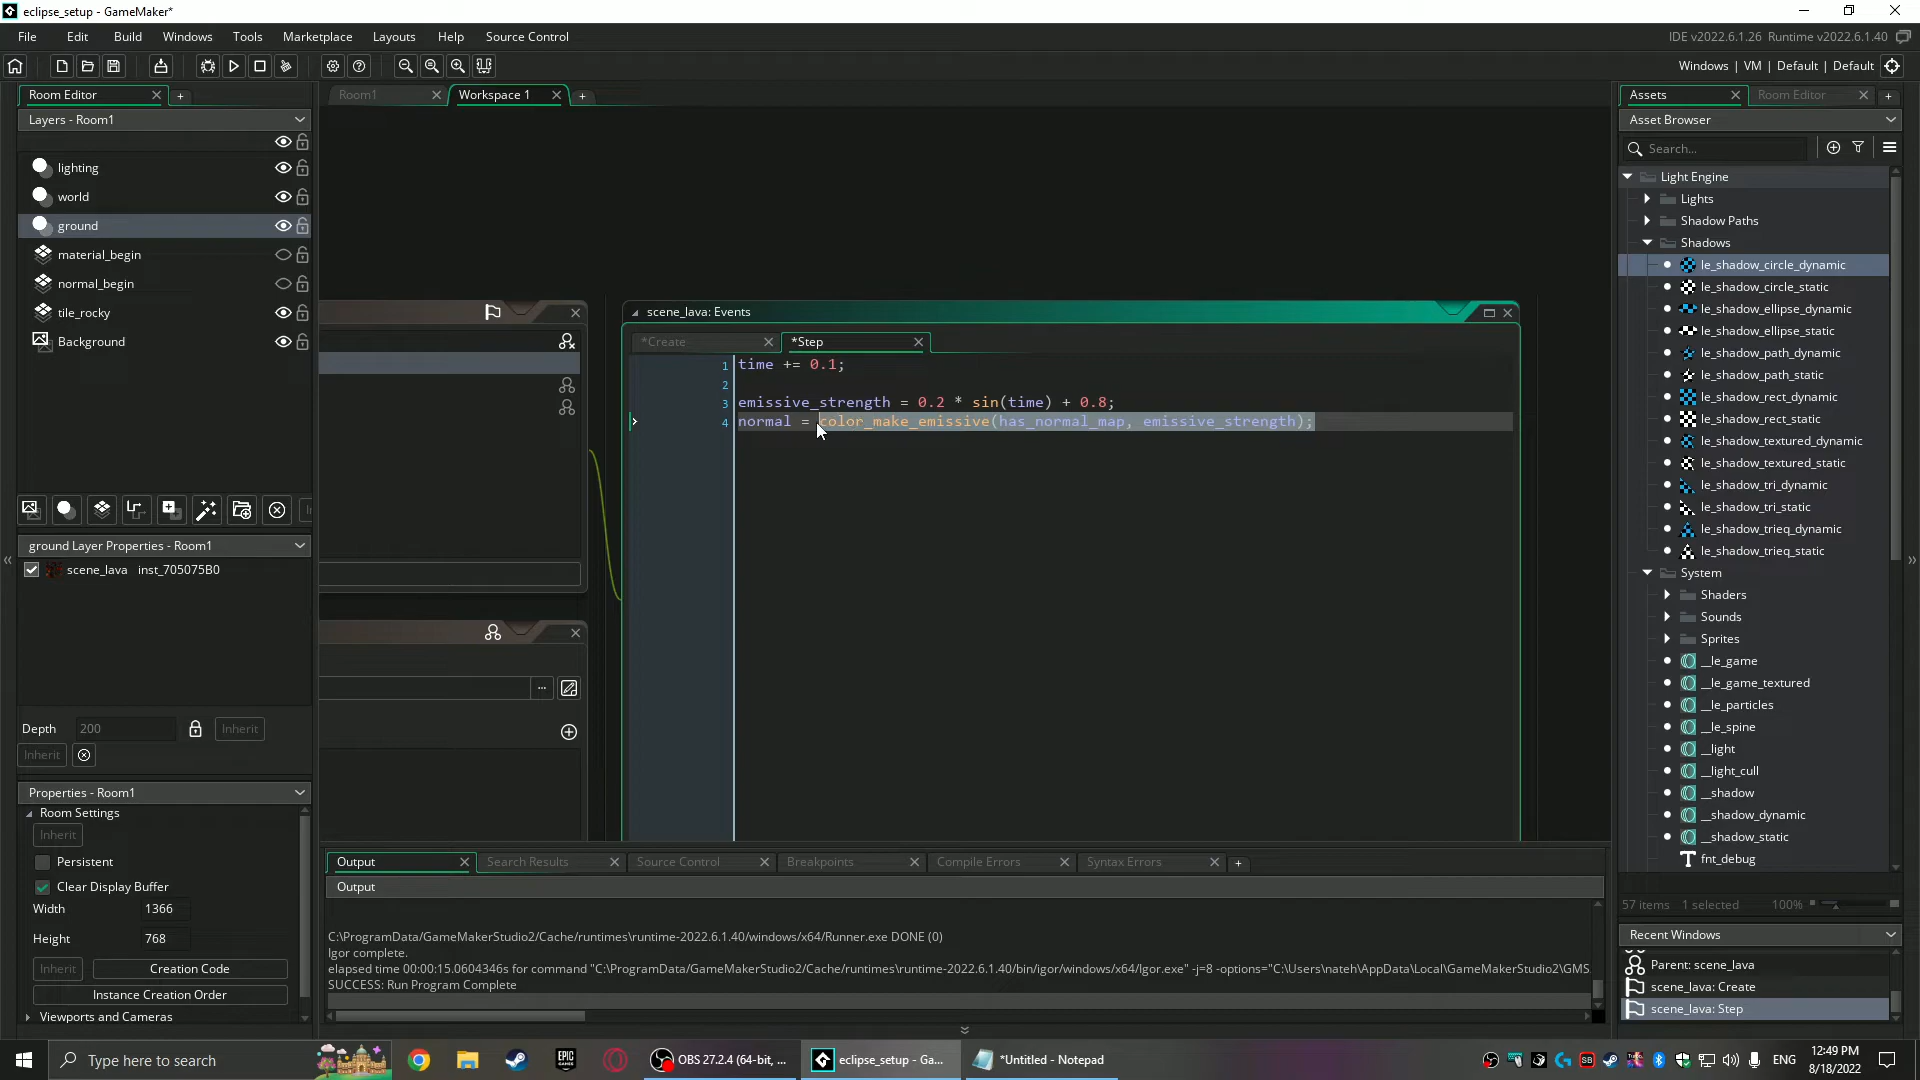 eclipse_setup - GameMaker*
File Edit Build Windows Tools Marketplace Layouts Help Source Control
IDE v2022.6.1.26 Runtime v2022.6.1.40
Windows | VM | Default | Default
Room Editor
Layers - Room1
lighting
world
ground
material_begin
normal_begin
tile_rocky
Background
ground Layer Properties - Room1
scene_lava inst_705075B0
Depth 200 Inherit
Inherit
Properties - Room1
Room Settings
Inherit
Persistent
Clear Display Buffer
Width 1366
Height 768
Inherit Creation Code
Instance Creation Order
Viewports and Cameras
Room1 Workspace 1
scene_lava: Events
*Create *Step
1 time += 0.1;
2
3 emissive_strength = 0.2 * sin(time) + 0.8;
4 normal = color_make_emissive(has_normal_map, emissive_strength);
Output Search Results Source Control Breakpoints Compile Errors Syntax Errors
Output
C:\ProgramData/GameMakerStudio2/Cache/runtimes\runtime-2022.6.1.40/windows/x64/Runner.exe DONE (0)
Igor complete.
elapsed time 00:00:15.0604346s for command "C:\ProgramData/GameMakerStudio2/Cache/runtimes\runtime-2022.6.1.40/bin/igor/windows/x64/Igor.exe" -j=8 -options="C:\Users\nateh\AppData\Local\GameMakerStudio2\GMS
SUCCESS: Run Program Complete
Assets Room Editor
Asset Browser
Search...
Light Engine
Lights
Shadow Paths
Shadows
le_shadow_circle_dynamic
le_shadow_circle_static
le_shadow_ellipse_dynamic
le_shadow_ellipse_static
le_shadow_path_dynamic
le_shadow_path_static
le_shadow_rect_dynamic
le_shadow_rect_static
le_shadow_textured_dynamic
le_shadow_textured_static
le_shadow_tri_dynamic
le_shadow_tri_static
le_shadow_trieq_dynamic
le_shadow_trieq_static
System
Shaders
Sounds
Sprites
__le_game
__le_game_textured
__le_particles
__le_spine
__light
__light_cull
__shadow
__shadow_dynamic
__shadow_static
fnt_debug
57 items 1 selected 100%
Recent Windows
Parent: scene_lava
scene_lava: Create
scene_lava: Step
Type here to search
OBS 27.2.4 (64-bit, ...
eclipse_setup - Ga...
*Untitled - Notepad
ENG
12:49 PM
8/18/2022